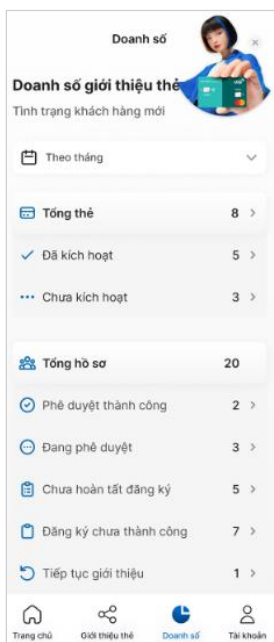 Doanh số
Doanh số giới thiệu thẻ
Tình trạng khách hàng mới
Theo tháng
Tổng thẻ 8
Đã kích hoạt 5
Chưa kích hoạt 3
Tổng hồ sơ 20
Phê duyệt thành công 2
Đang phê duyệt 3
Chưa hoàn tất đăng ký 5
Đăng ký chưa thành công 7
Tiếp tục giới thiệu 1
Trang chủ Giới thiệu thẻ Doanh số Tài khoản